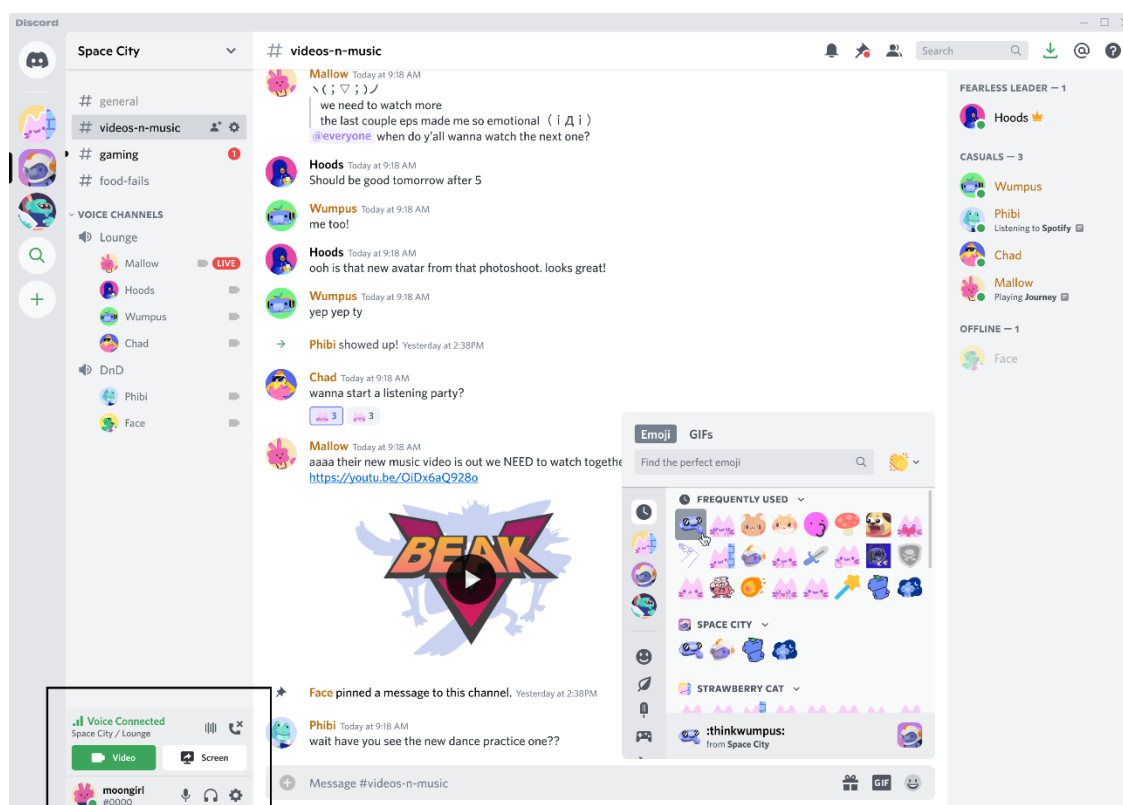 Discord
Space City
# videos-n-music
Search
# general
# videos-n-music
# gaming
1
# food-fails
VOICE CHANNELS
Lounge
Mallow
LIVE
Hoods
Wumpus
Chad
DnD
Phibi
Face
Voice Connected
Space City / Lounge
Video
Screen
moongirl
#0000
Mallow Today at 9:18 AM
ヽ(；▽；)ノ
we need to watch more
the last couple eps made me so emotional （ｉДｉ）
@everyone when do y'all wanna watch the next one?
Hoods Today at 9:18 AM
Should be good tomorrow after 5
Wumpus Today at 9:18 AM
me too!
Hoods Today at 9:18 AM
ooh is that new avatar from that photoshoot. looks great!
Wumpus Today at 9:18 AM
yep yep ty
Phibi showed up! Yesterday at 2:38PM
Chad Today at 9:18 AM
wanna start a listening party?
3
3
Mallow Today at 9:18 AM
aaaa their new music video is out we NEED to watch togethe
https://youtu.be/OiDx6aQ928o
BEAK
Face pinned a message to this channel. Yesterday at 2:38PM
Phibi Today at 9:18 AM
wait have you see the new dance practice one??
Message #videos-n-music
GIF
Emoji
GIFs
Find the perfect emoji
FREQUENTLY USED
SPACE CITY
STRAWBERRY CAT
:thinkwumpus:
from Space City
FEARLESS LEADER — 1
Hoods
CASUALS — 3
Wumpus
Phibi
Listening to Spotify
Chad
Mallow
Playing Journey
OFFLINE — 1
Face